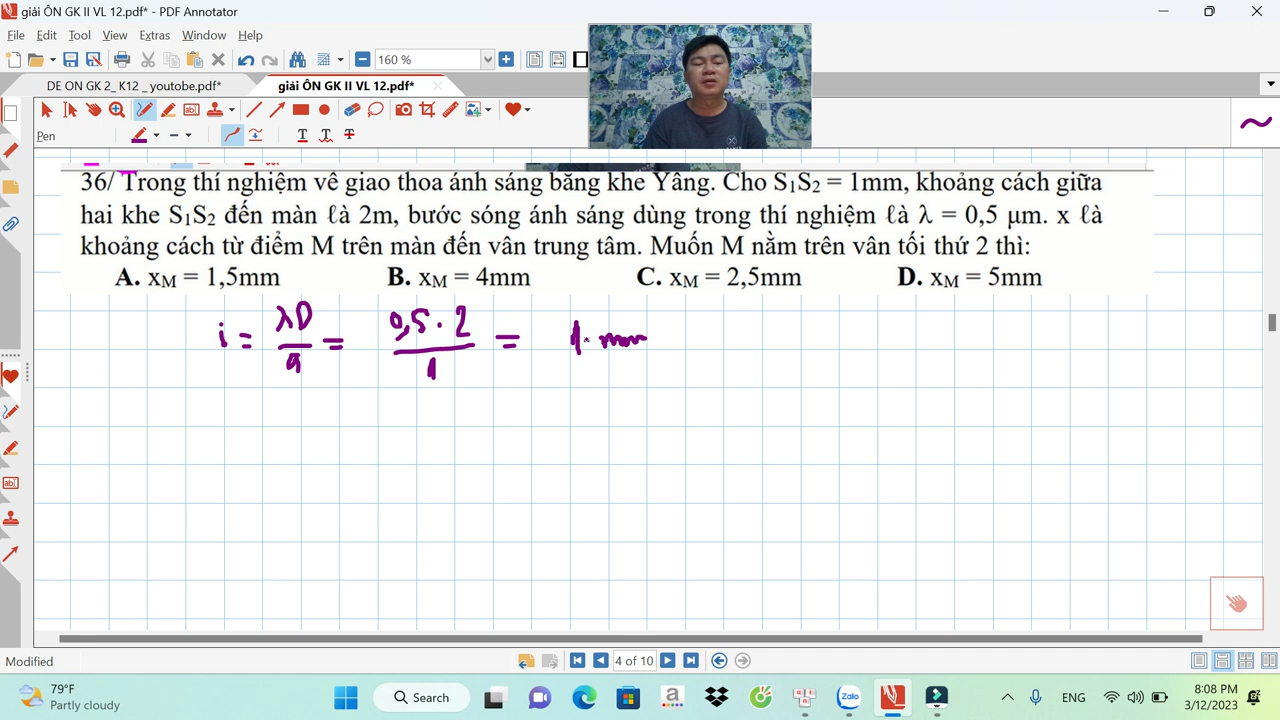 giải ÔN GK II VL 12.pdf* - PDF Annotator
File Edit Tool View Extras Window Help
160 %
DE ON GK 2_ K12 _ youtube.pdf*
giải ÔN GK II VL 12.pdf*
Pen
36/ Trong thí nghiệm về giao thoa ánh sáng bằng khe Yâng. Cho S₁S₂ = 1mm, khoảng cách giữa
hai khe S₁S₂ đến màn ℓà 2m, bước sóng ánh sáng dùng trong thí nghiệm ℓà λ = 0,5 μm. x ℓà
khoảng cách từ điểm M trên màn đến vân trung tâm. Muốn M nằm trên vân tối thứ 2 thì:
A. xM = 1,5mm B. xM = 4mm C. xM = 2,5mm D. xM = 5mm
i = λD/a = 0,5 . 2/1 = 1 mm
4 of 10
Modified
79°F
Partly cloudy
Search
Zalo
ENG
8:08 PM
3/12/2023